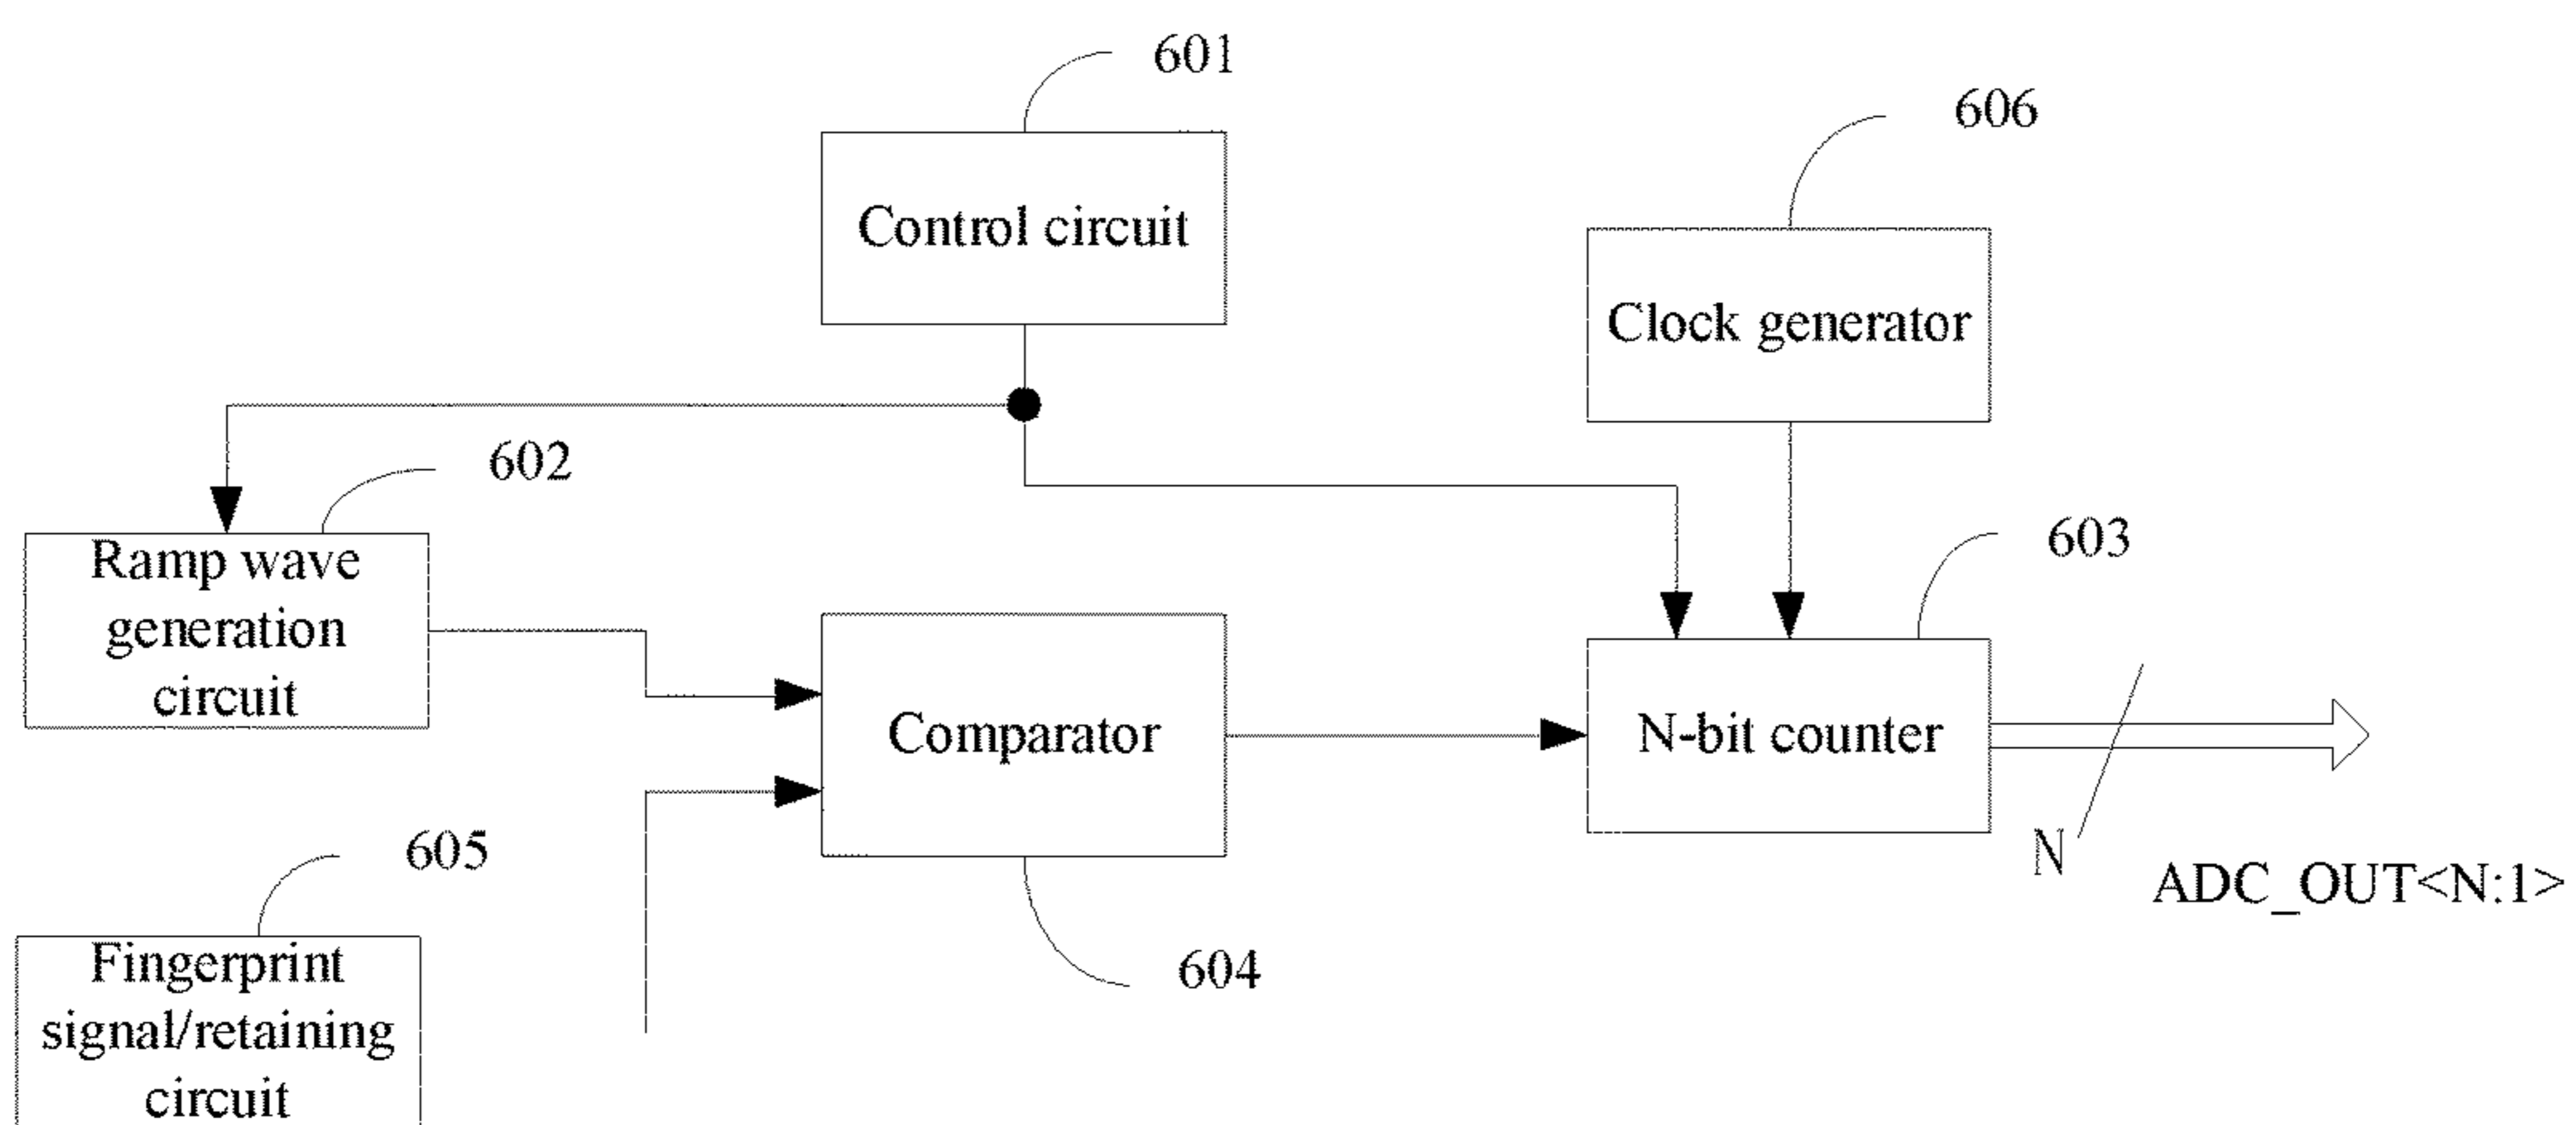 601
Control circuit
606
Clock generator
602
Ramp wave
generation
circuit
603
Comparator
N-bit counter
N
ADC_OUT<N:1>
604
605
Fingerprint
signal/retaining
circuit